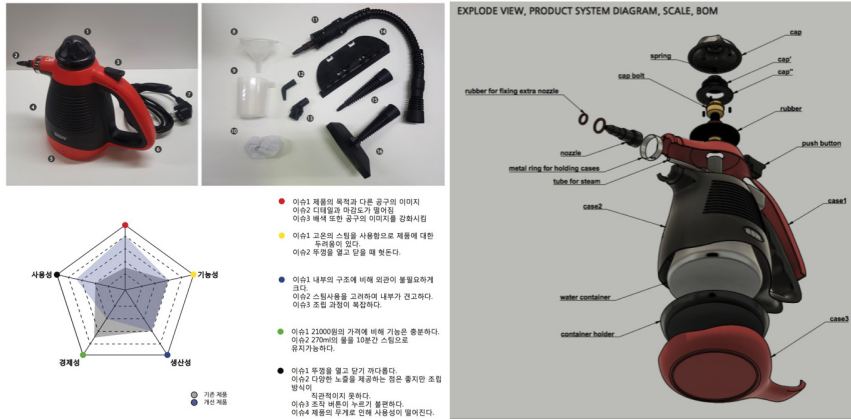 1
2
3
4
5
6
7
8
9
10
11
12
13
14
15
16
사용성
기능성
경제성
생산성
기존 제품
개선 제품
이슈1 제품의 목적과 다른 공구의 이미지
이슈2 디테일과 마감도가 떨어짐
이슈3 배색 또한 공구의 이미지를 강화시킴
이슈1 고온의 스팀을 사용함으로 제품에 대한
두려움이 있다.
이슈2 뚜껑을 열고 닫을 때 헛돈다.
이슈1 내부의 구조에 비해 외관이 불필요하게
크다.
이슈2 스팀사용을 고려하여 내부가 견고하다.
이슈3 조립 과정이 복잡하다.
이슈1 21000원의 가격에 비해 기능은 충분하다.
이슈2 270ml의 물을 10분간 스팀으로
유지가능하다.
이슈1 뚜껑을 열고 닫기 까다롭다.
이슈2 다양한 노즐을 제공하는 점은 좋지만 조립
방식이
직관적이지 못하다.
이슈3 조작 버튼이 누르기 불편하다.
이슈4 제품의 무게로 인해 사용성이 떨어진다.
EXPLODE VIEW, PRODUCT SYSTEM DIAGRAM, SCALE, BOM
cap
spring
cap'
cap"
cap bolt
rubber for fixing extra nozzle
rubber
nozzle
push button
metal ring for holding cases
tube for steam
case1
case2
water container
container holder
case3